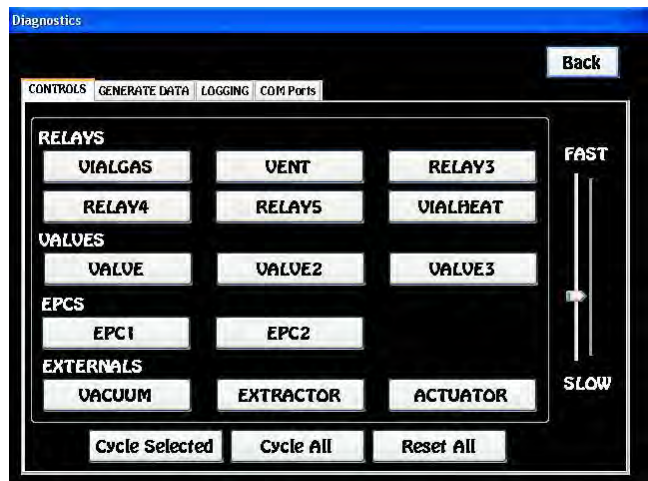 Diagnostics
Back
CONTROLS GENERATE DATA LOGGING COM Ports
RELAYS
VIALGAS VENT RELAY3
FAST
RELAY4 RELAY5 VIALHEAT
VALVES
VALVE VALVE2 VALVE3
EPCS
EPC1 EPC2
EXTERNALS
VACUUM EXTRACTOR ACTUATOR
SLOW
Cycle Selected Cycle All Reset All